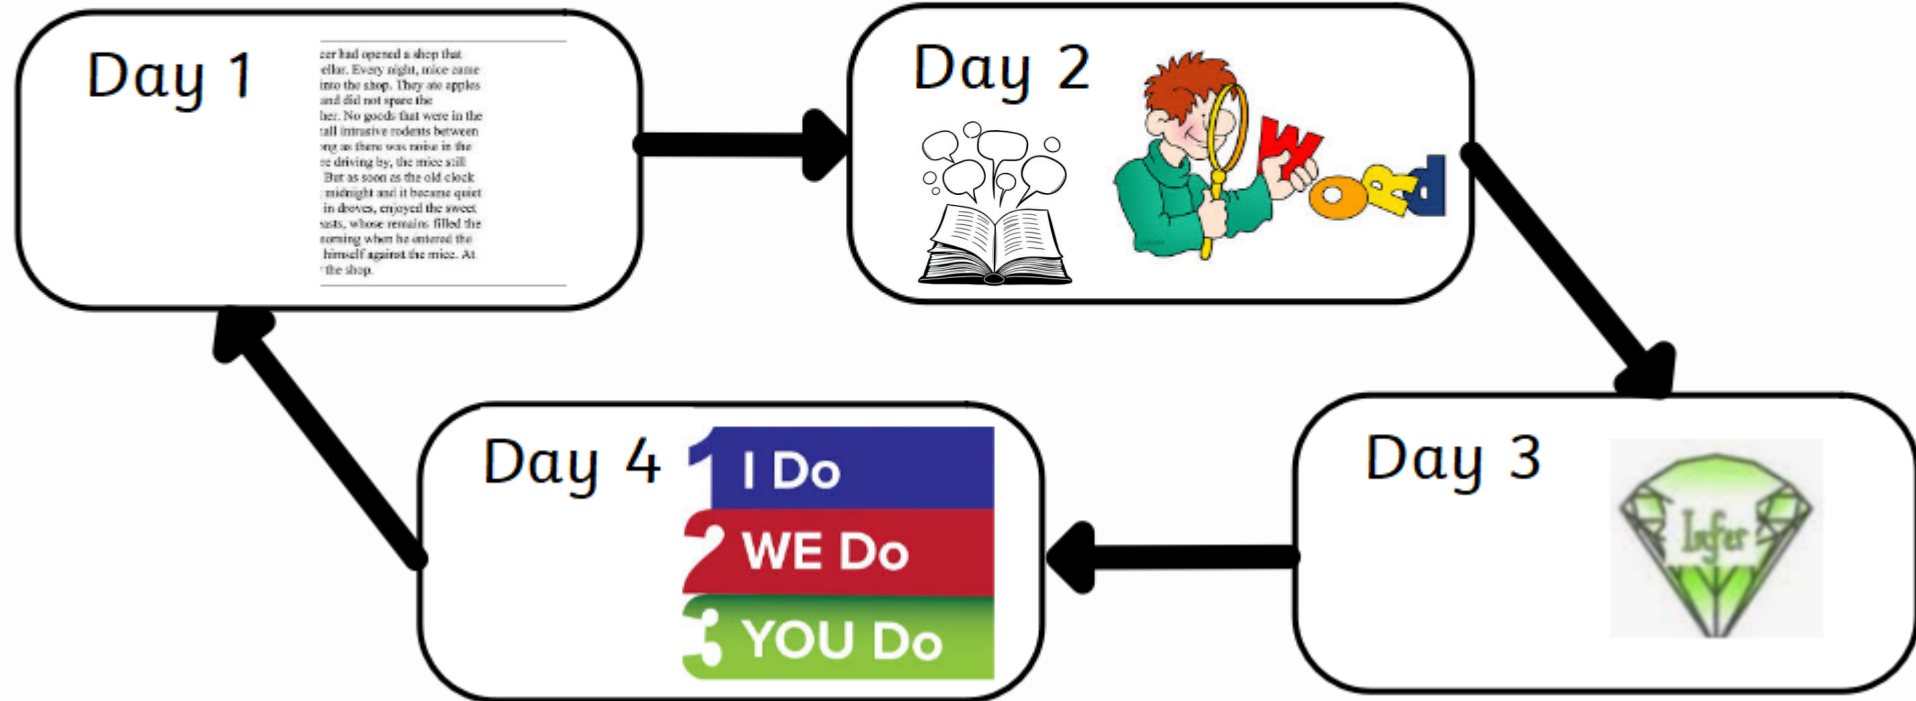 Day 1
cer had opened a shop that
ellar. Every night, mice came
into the shop. They ate apples
and did not spare the
her. No goods that were in the
all intrusive rodents between
ong as there was noise in the
re driving by, the mice still
But as soon as the old clock
midnight and it became quiet
in droves, enjoyed the sweet
easts, whose remains filled the
norning when he entered the
himself against the mice. At
the shop.
Day 2
WORD
Day 3
Infer
Day 4
1 I Do
2 WE Do
3 YOU Do